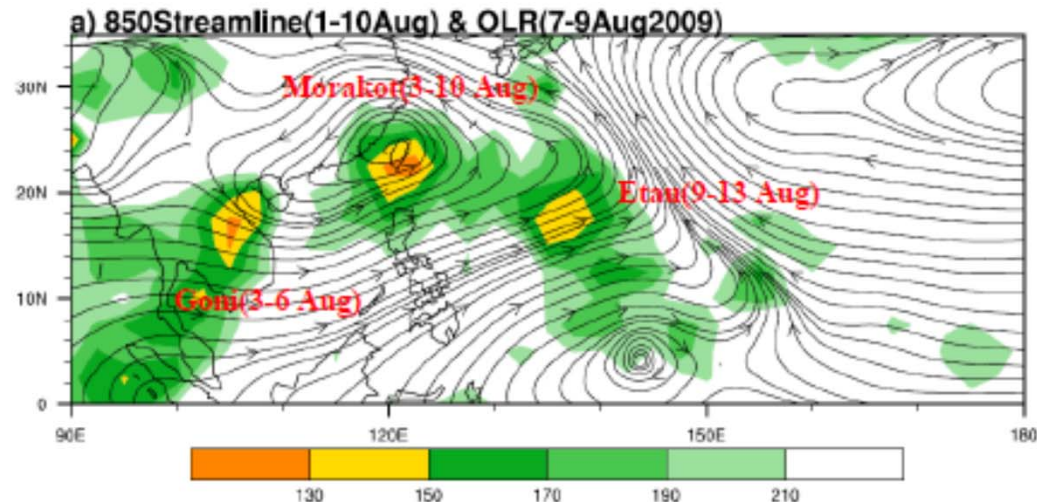 a) 850Streamline(1-10Aug) & OLR(7-9Aug2009)
30N
Morakot(3-10 Aug)
20N
Etau(9-13 Aug)
10N
Goni(3-6 Aug)
0
90E 120E 150E 180
130 150 170 190 210